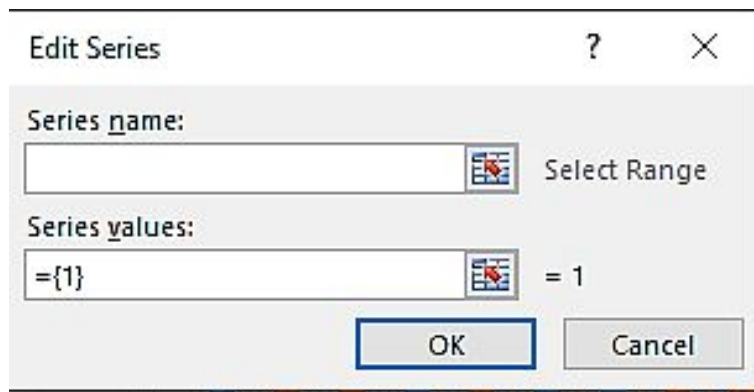 Edit Series ? ×
Series name:
Select Range
Series values:
={1} = 1
OK Cancel